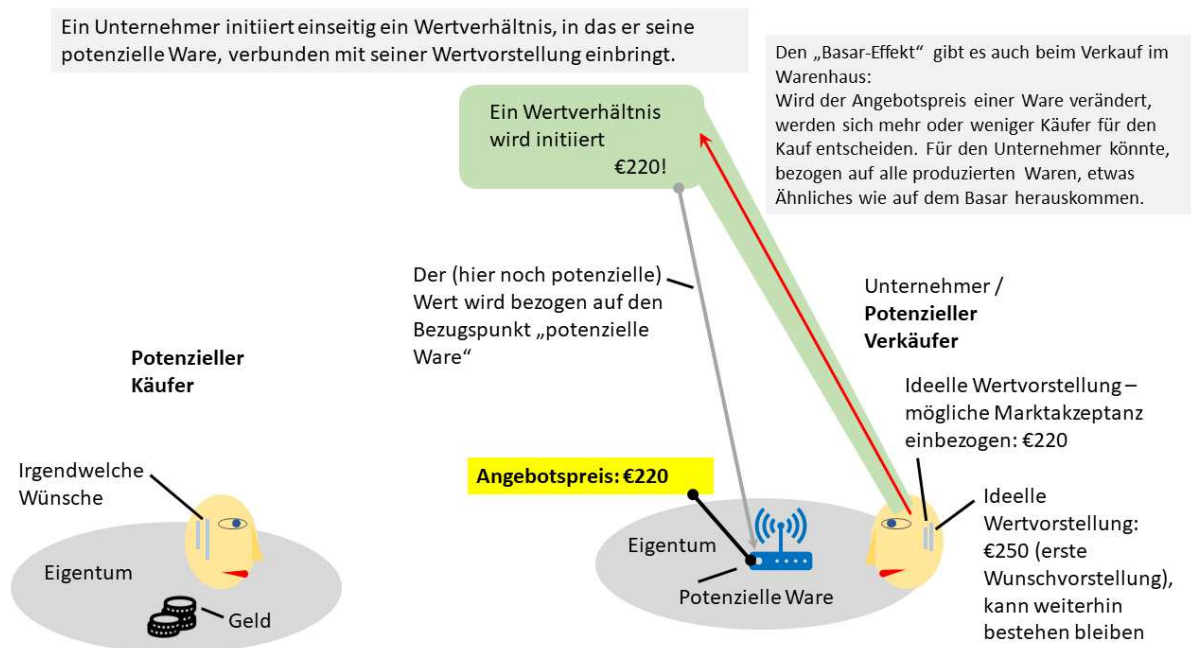 Ein Unternehmer initiiert einseitig ein Wertverhältnis, in das er seine
potenzielle Ware, verbunden mit seiner Wertvorstellung einbringt.
Den „Basar-Effekt“ gibt es auch beim Verkauf im
Warenhaus:
Wird der Angebotspreis einer Ware verändert,
werden sich mehr oder weniger Käufer für den
Kauf entscheiden. Für den Unternehmer könnte,
bezogen auf alle produzierten Waren, etwas
Ähnliches wie auf dem Basar herauskommen.
Ein Wertverhältnis
wird initiiert
€220!
Der (hier noch potenzielle)
Wert wird bezogen auf den
Bezugspunkt „potenzielle
Ware“
Unternehmer /
Potenzieller
Verkäufer
Potenzieller
Käufer
Ideelle Wertvorstellung –
mögliche Marktakzeptanz
einbezogen: €220
Irgendwelche
Wünsche
Angebotspreis: €220
Ideelle
Wertvorstellung:
€250 (erste
Wunschvorstellung),
kann weiterhin
bestehen bleiben
Eigentum
Geld
Eigentum
Potenzielle Ware